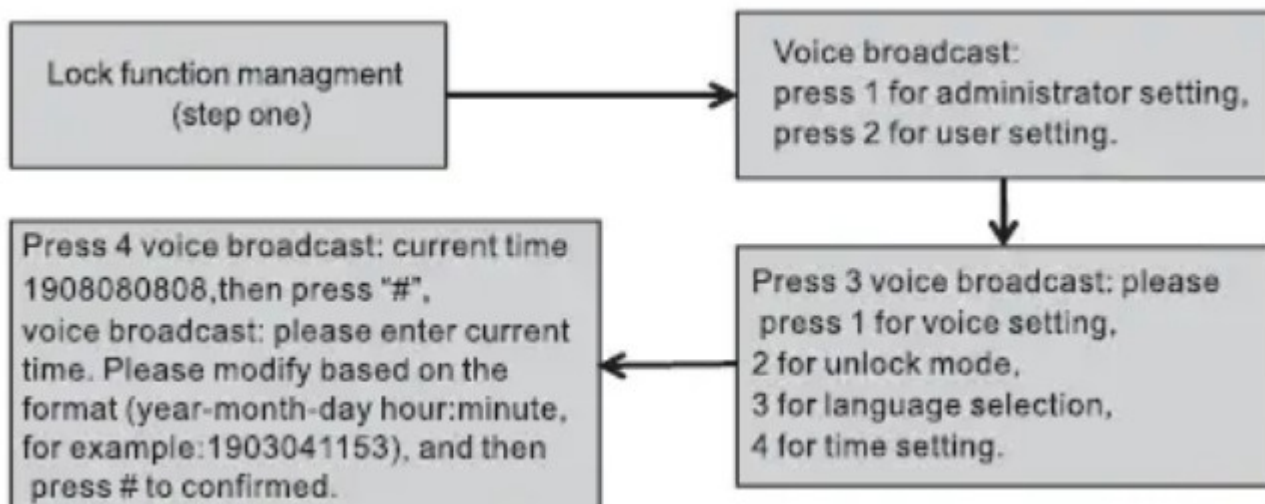 Lock function managment
(step one)
Voice broadcast:
press 1 for administrator setting,
press 2 for user setting.
Press 3 voice broadcast: please
press 1 for voice setting,
2 for unlock mode,
3 for language selection,
4 for time setting.
Press 4 voice broadcast: current time
1908080808,then press "#",
voice broadcast: please enter current
time. Please modify based on the
format (year-month-day hour:minute,
for example:1903041153), and then
press # to confirmed.